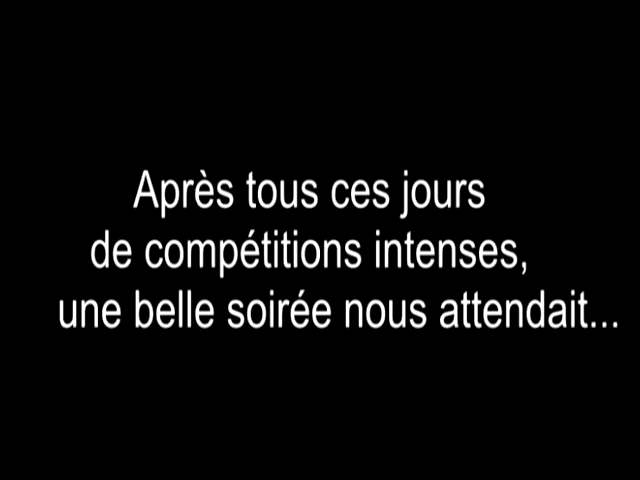 Après tous ces jours
de compétitions intenses,
une belle soirée nous attendait...